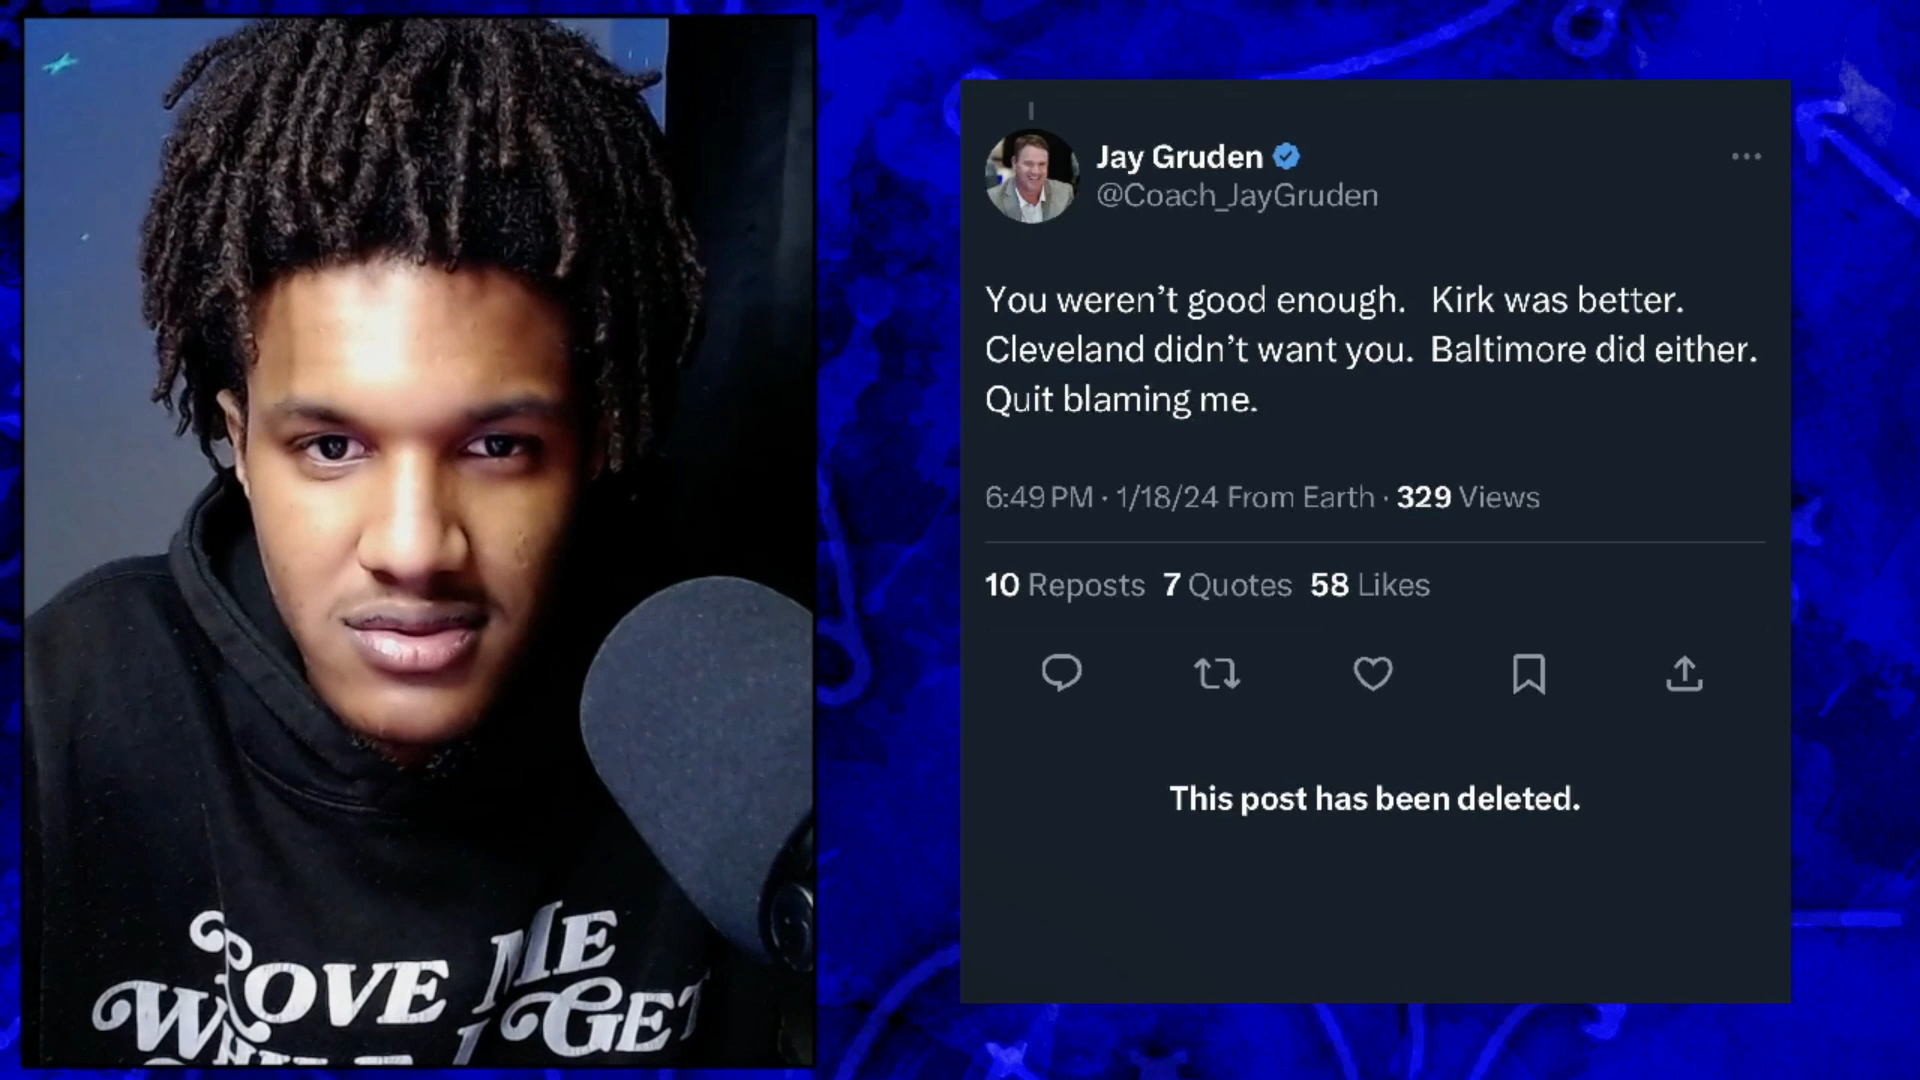 Jay Gruden
@Coach_JayGruden
You weren't good enough.   Kirk was better.
Cleveland didn't want you.  Baltimore did either.
Quit blaming me.
6:49 PM · 1/18/24 From Earth · 329 Views
10 Reposts 7 Quotes 58 Likes
This post has been deleted.
LOVE ME
WHILE I GET